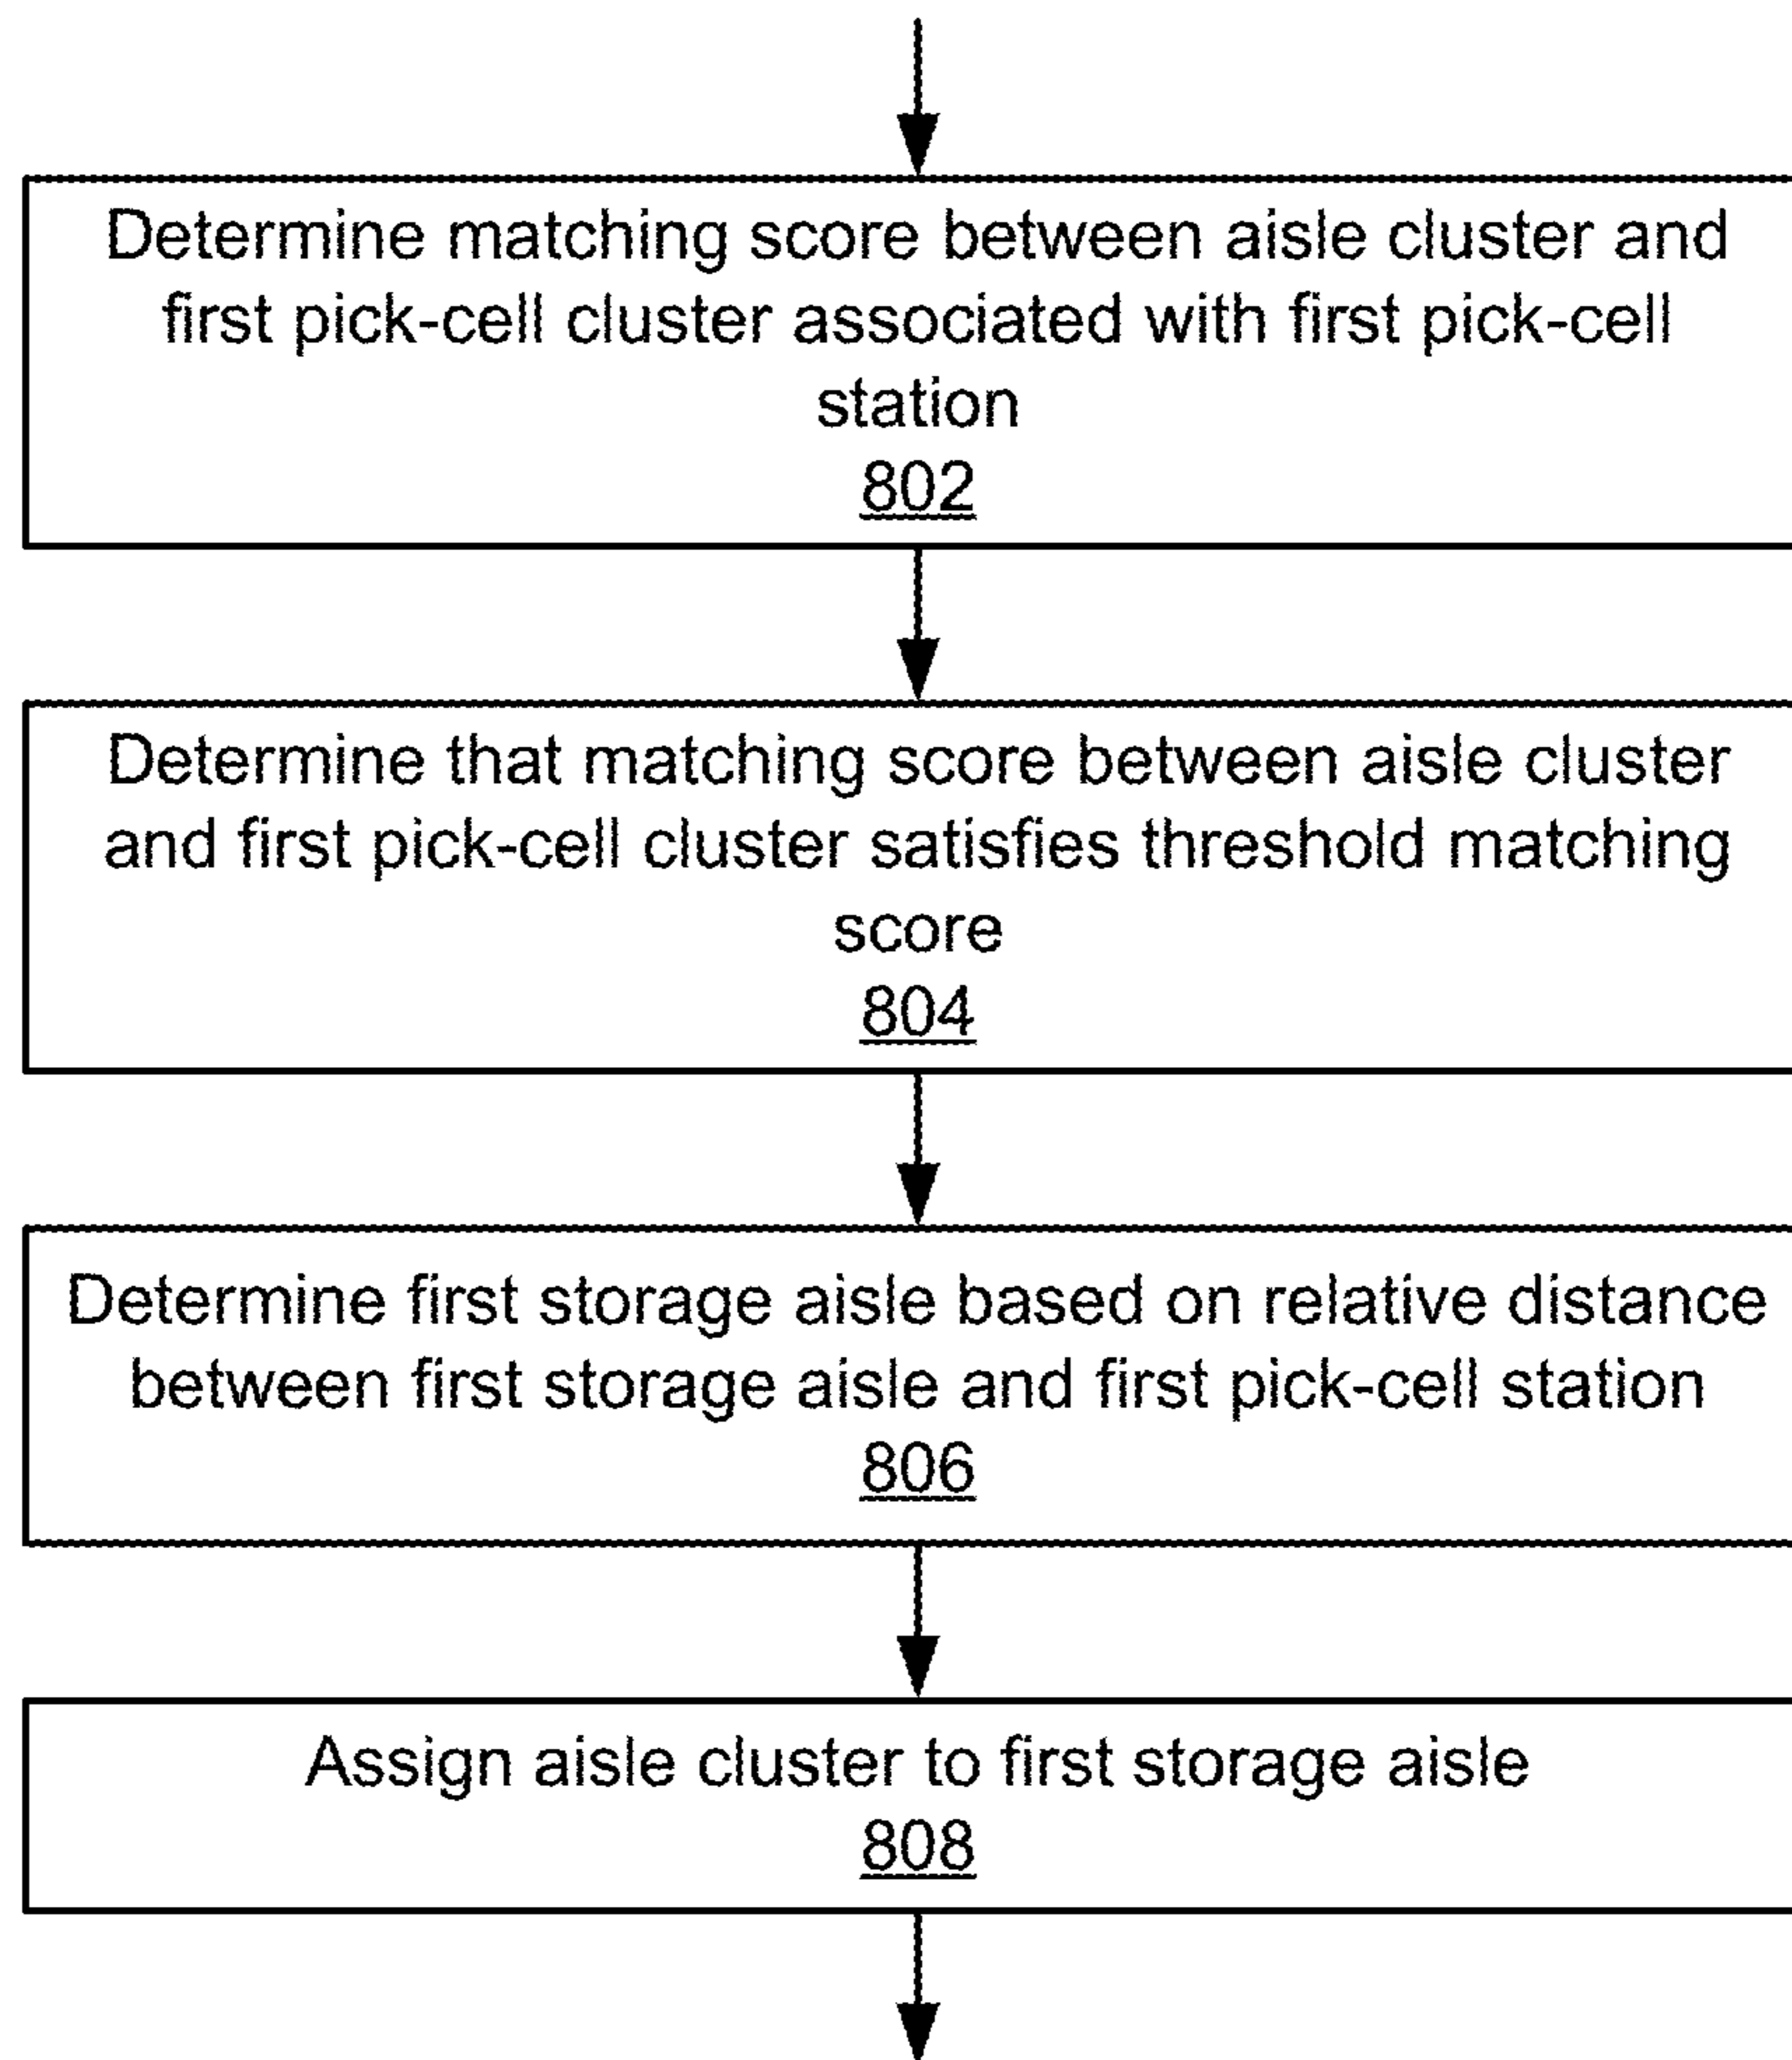 Determine matching score between aisle cluster and
first pick-cell cluster associated with first pick-cell
station
802
Determine that matching score between aisle cluster
and first pick-cell cluster satisfies threshold matching
score
804
Determine first storage aisle based on relative distance
between first storage aisle and first pick-cell station
806
Assign aisle cluster to first storage aisle
808